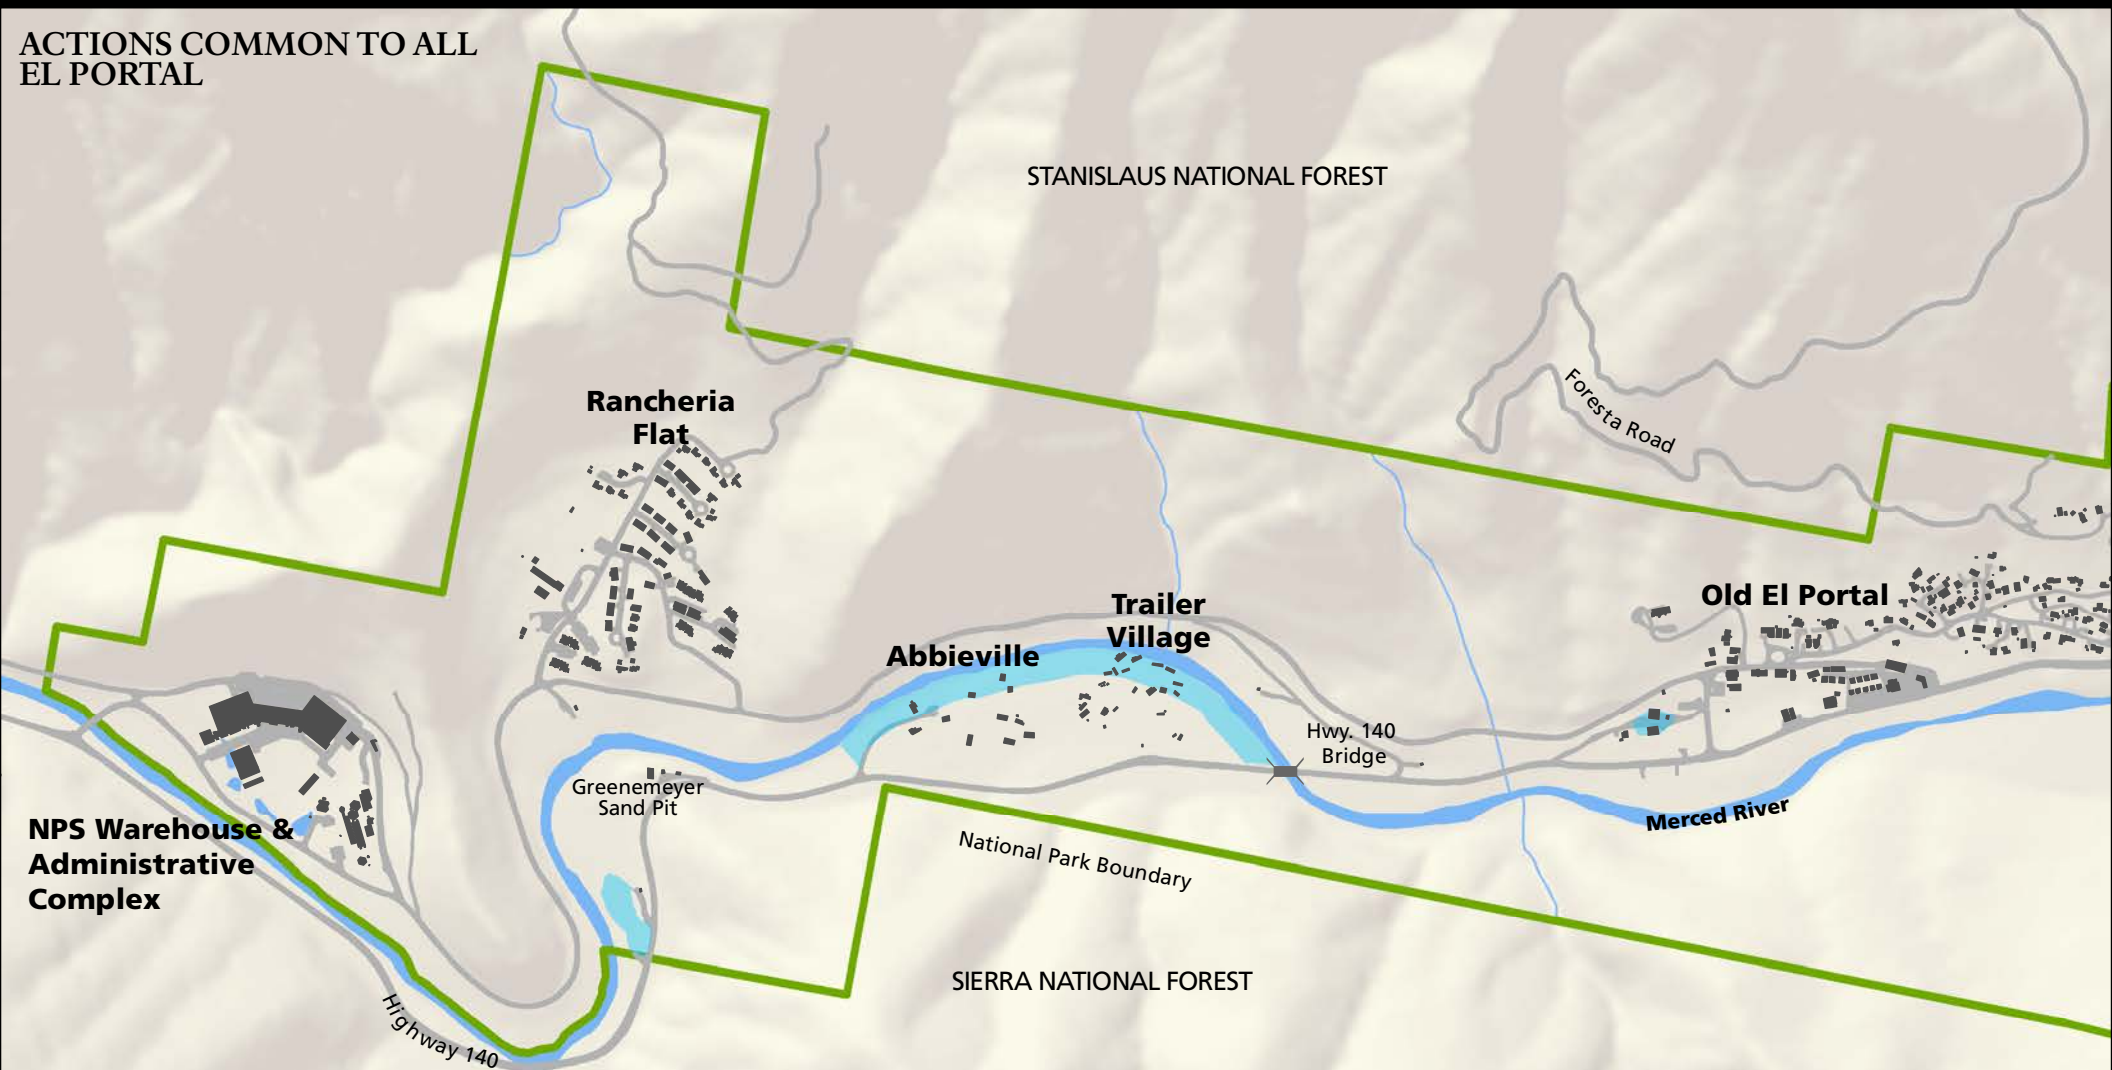 ACTIONS COMMON TO ALL
EL PORTAL
STANISLAUS NATIONAL FOREST
Foresta Road
Rancheria
Flat
Old El Portal
Trailer
Village
Abbieville
Hwy. 140
Bridge
Greenemeyer
Sand Pit
Merced River
NPS Warehouse &
Administrative
Complex
National Park Boundary
SIERRA NATIONAL FOREST
Highway 140